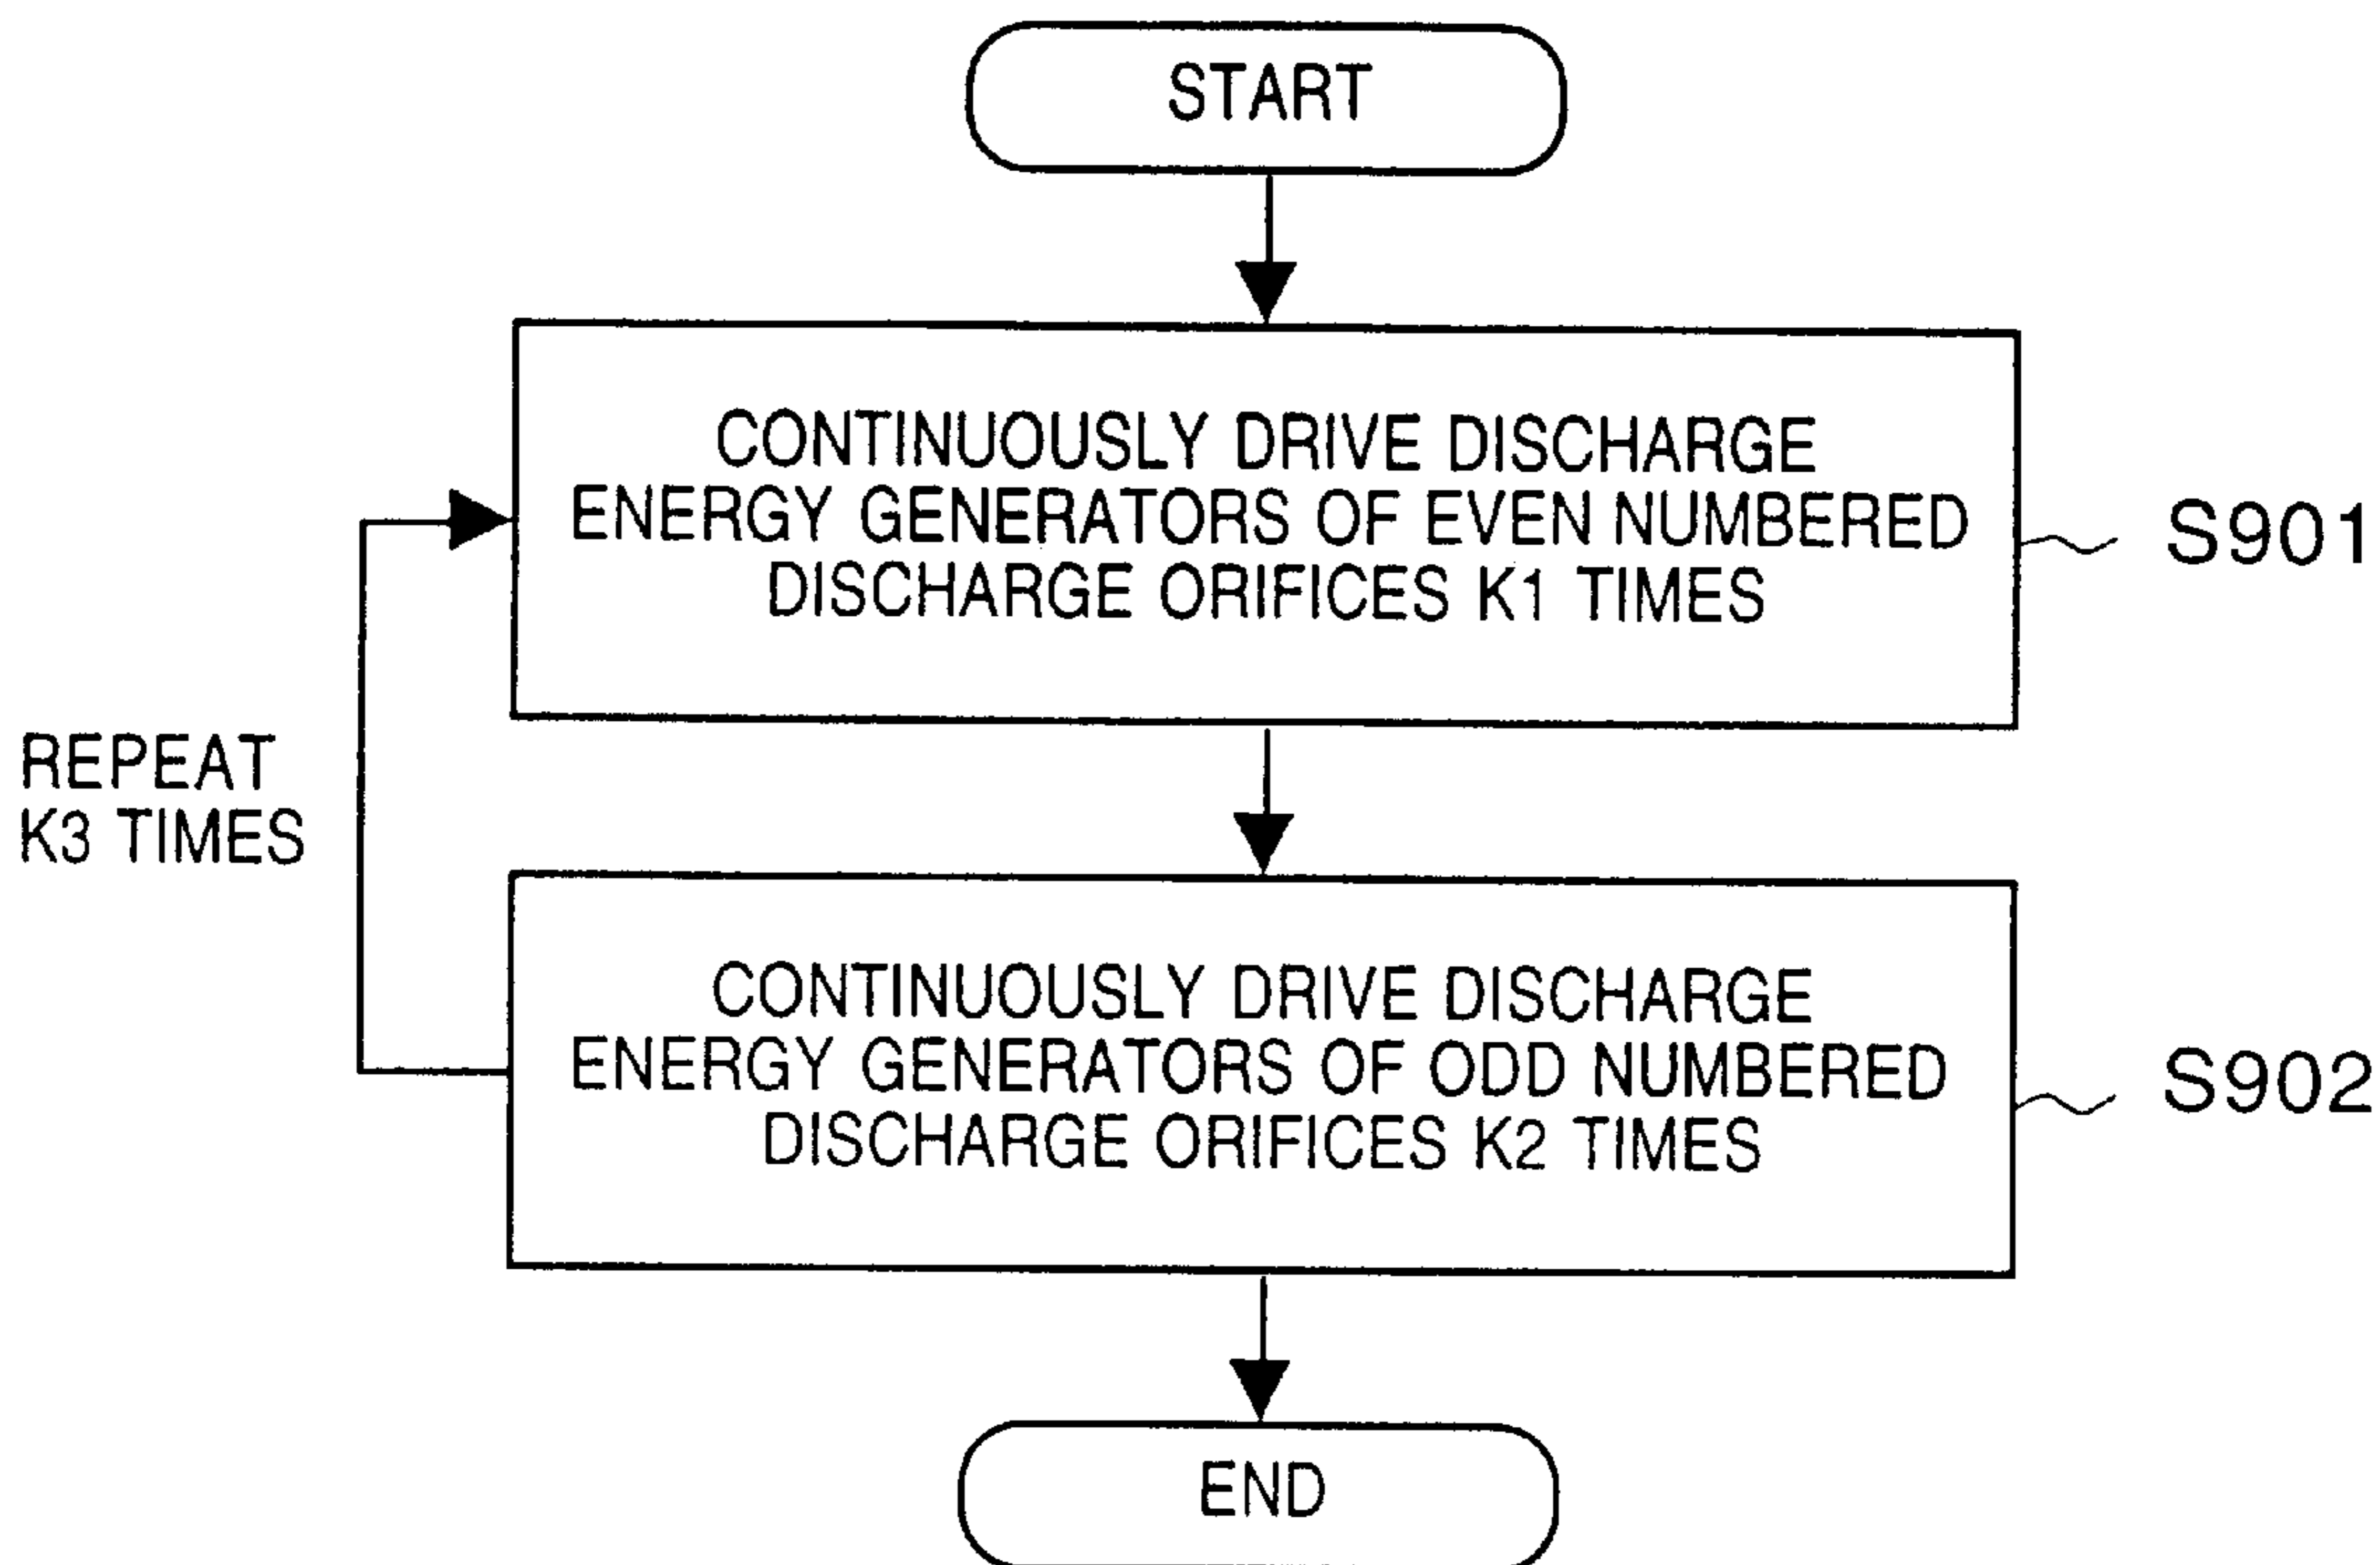 START
CONTINUOUSLY DRIVE DISCHARGE
ENERGY GENERATORS OF EVEN NUMBERED
DISCHARGE ORIFICES K1 TIMES
S901
REPEAT
K3 TIMES
CONTINUOUSLY DRIVE DISCHARGE
ENERGY GENERATORS OF ODD NUMBERED
DISCHARGE ORIFICES K2 TIMES
S902
END